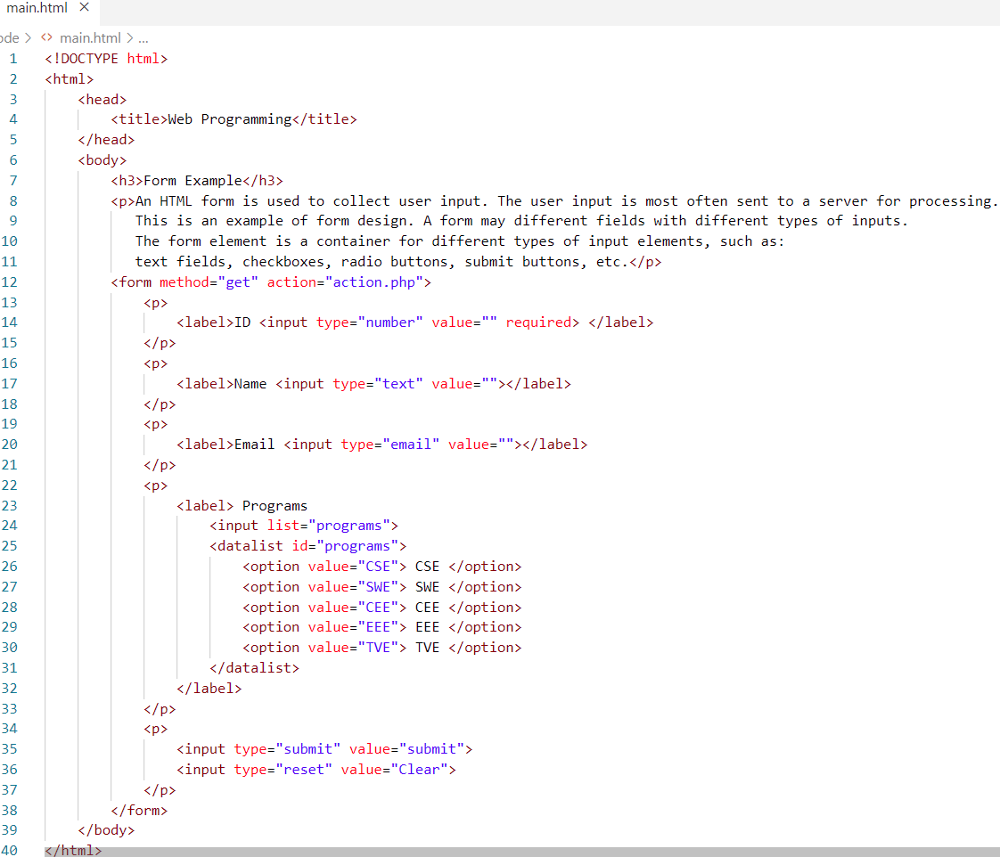 main.html ×
ode > <> main.html > ...
1 <!DOCTYPE html>
2 <html>
3     <head>
4         <title>Web Programming</title>
5     </head>
6     <body>
7         <h3>Form Example</h3>
8         <p>An HTML form is used to collect user input. The user input is most often sent to a server for processing.
9            This is an example of form design. A form may different fields with different types of inputs.
10            The form element is a container for different types of input elements, such as:
11            text fields, checkboxes, radio buttons, submit buttons, etc.</p>
12         <form method="get" action="action.php">
13             <p>
14                 <label>ID <input type="number" value="" required> </label>
15             </p>
16             <p>
17                 <label>Name <input type="text" value=""></label>
18             </p>
19             <p>
20                 <label>Email <input type="email" value=""></label>
21             </p>
22             <p>
23                 <label> Programs
24                     <input list="programs">
25                     <datalist id="programs">
26                         <option value="CSE"> CSE </option>
27                         <option value="SWE"> SWE </option>
28                         <option value="CEE"> CEE </option>
29                         <option value="EEE"> EEE </option>
30                         <option value="TVE"> TVE </option>
31                     </datalist>
32                 </label>
33             </p>
34             <p>
35                 <input type="submit" value="submit">
36                 <input type="reset" value="Clear">
37             </p>
38         </form>
39     </body>
40 </html>